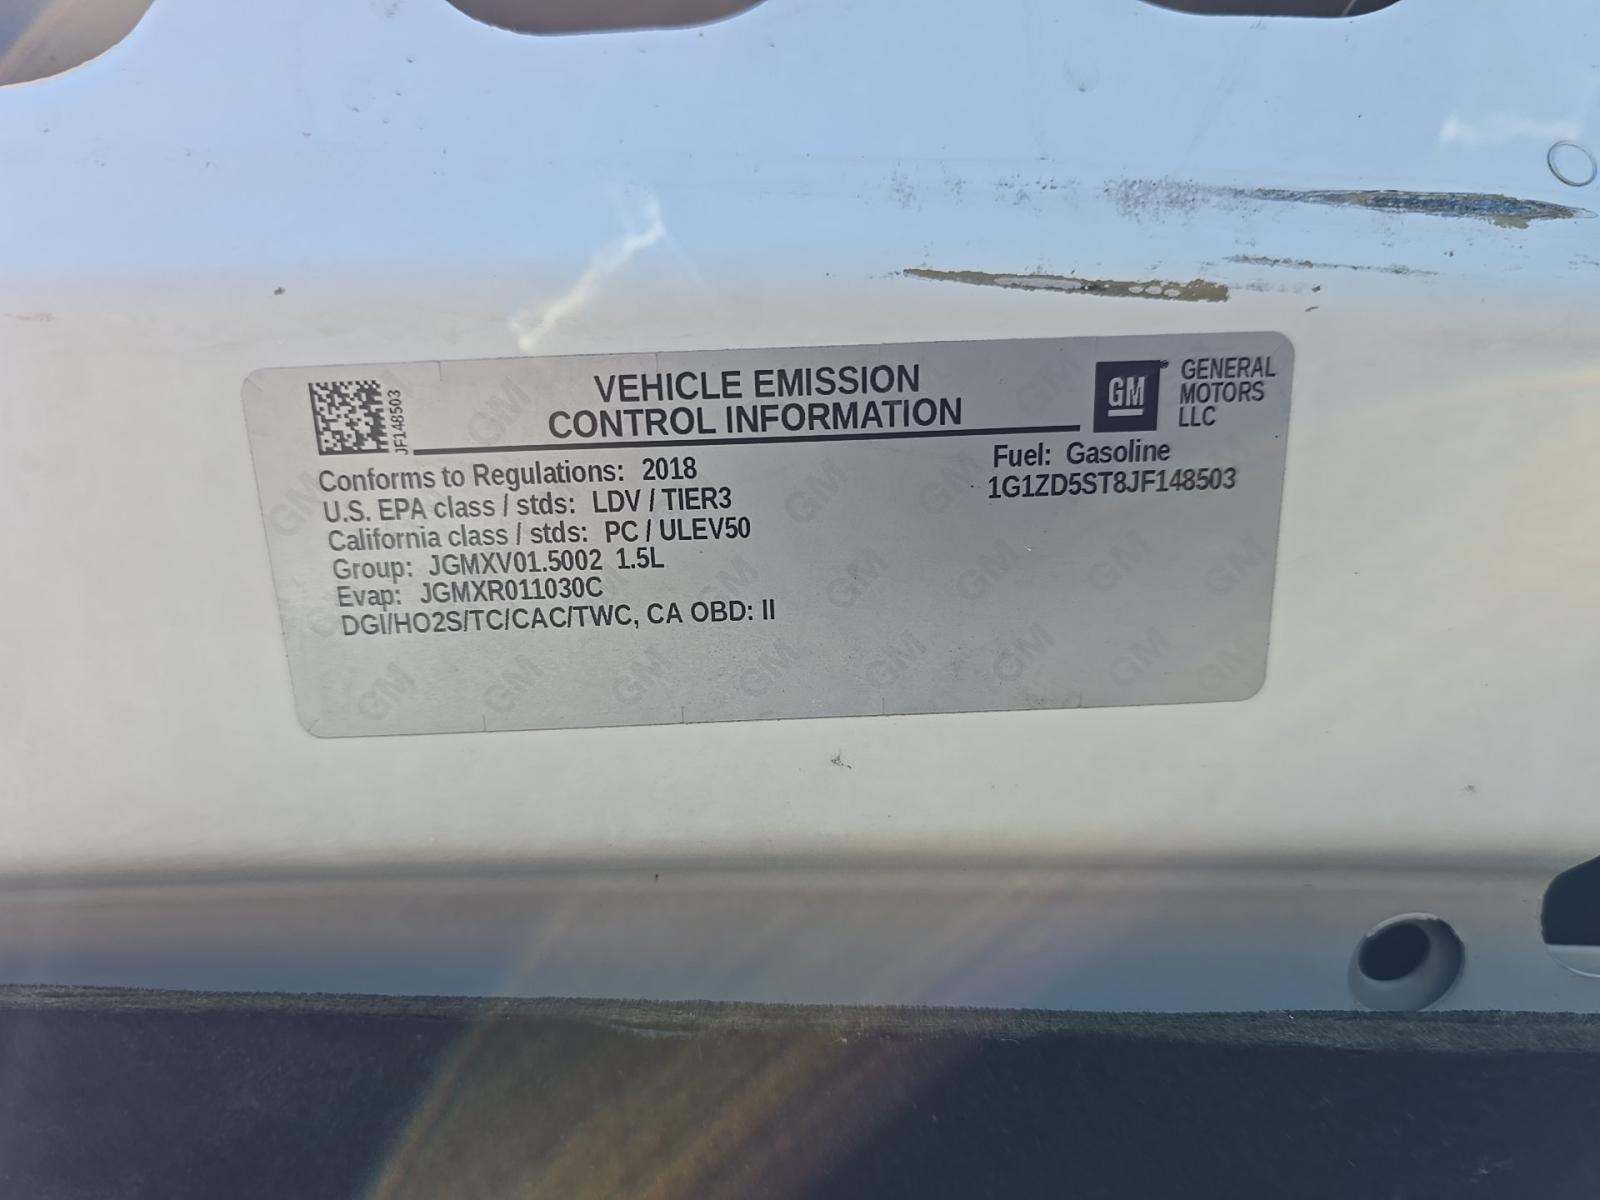 JF148503
VEHICLE EMISSION
CONTROL INFORMATION
GM
GENERAL
MOTORS
LLC
Conforms to Regulations: 2018
U.S. EPA class / stds: LDV / TIER3
California class / stds: PC / ULEV50
Group: JGMXV01.5002 1.5L
Evap: JGMXR011030C
DGI/HO2S/TC/CAC/TWC, CA OBD: II
Fuel: Gasoline
1G1ZD5ST8JF148503